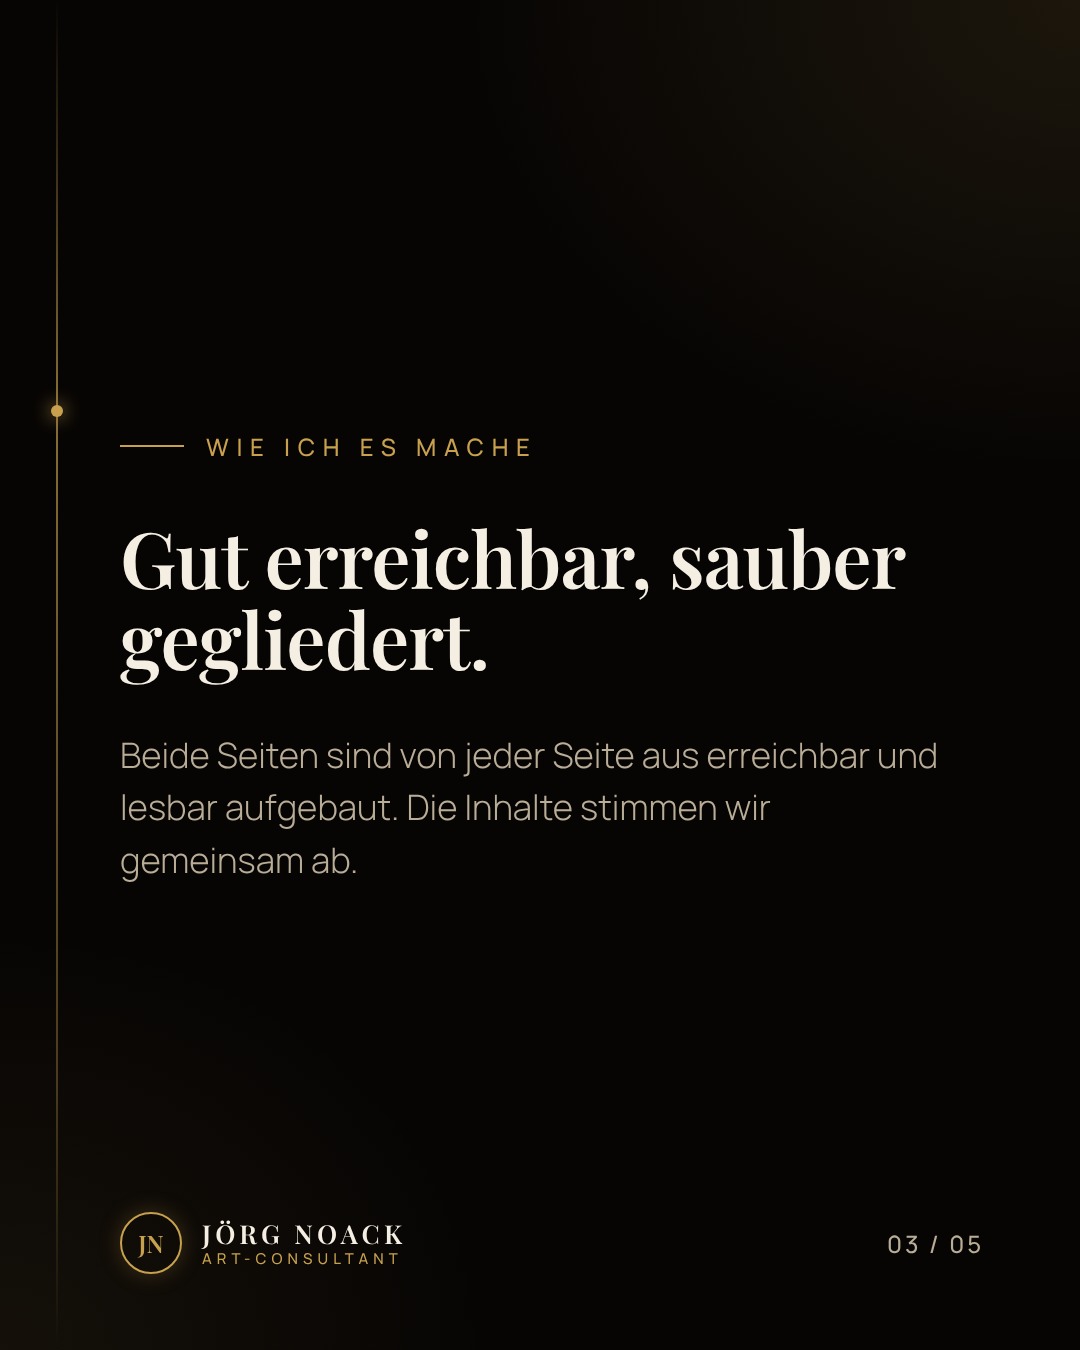 WIE ICH ES MACHE
Gut erreichbar, sauber
gegliedert.
Beide Seiten sind von jeder Seite aus erreichbar und
lesbar aufgebaut. Die Inhalte stimmen wir
gemeinsam ab.
JN
JÖRG NOACK
ART-CONSULTANT
03 / 05